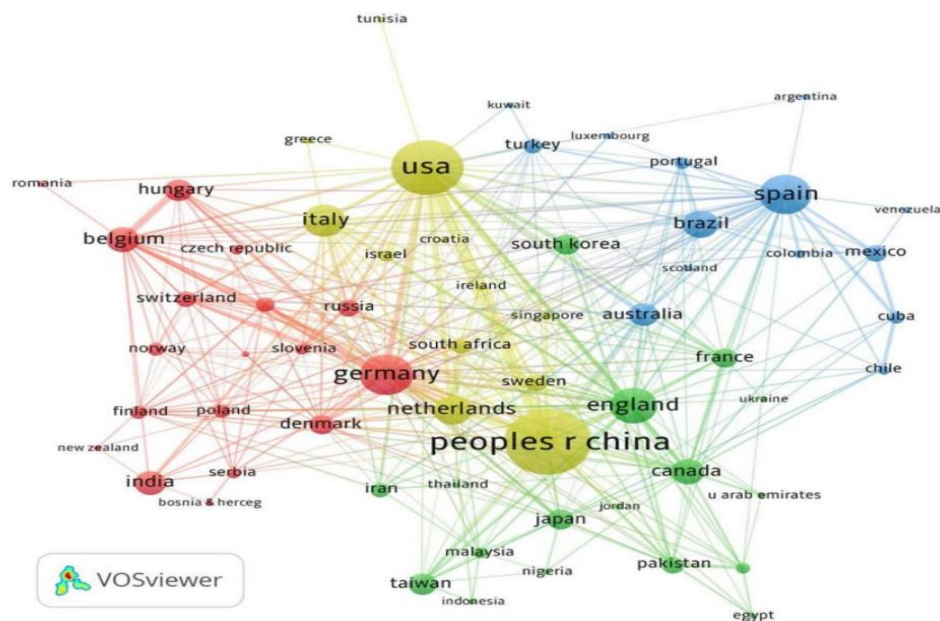 tunisia
argentina
kuwait
luxembourg
greece
turkey
portugal
usa
romania
hungary
spain
italy
brazil
venezuela
belgium
croatia
south korea
czech republic
israel
colombia
mexico
scotland
ireland
switzerland
russia
singapore
australia
cuba
norway
slovenia
south africa
france
germany
sweden
chile
finland
poland
netherlands
england
ukraine
denmark
peoples r china
new zealand
india
serbia
canada
iran
thailand
u arab emirates
bosnia & herceg
jordan
japan
malaysia
pakistan
taiwan
nigeria
indonesia
egypt
VOSviewer